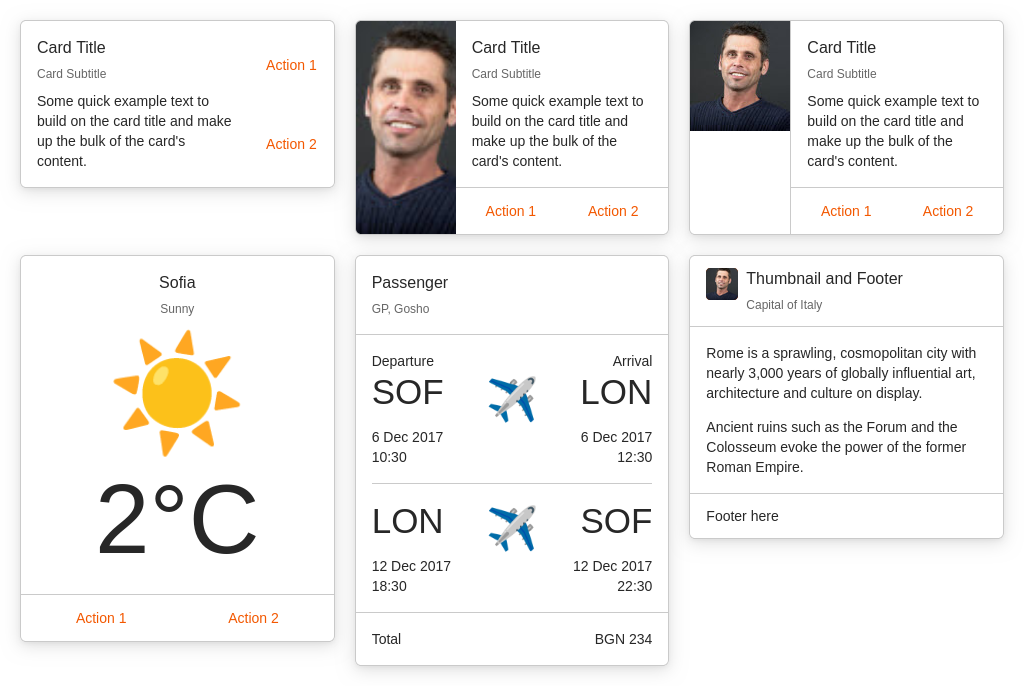 Card Title
Card Subtitle
Some quick example text to
build on the card title and make
up the bulk of the card's
content.
Action 1
Action 2
Card Title
Card Subtitle
Some quick example text to
build on the card title and
make up the bulk of the
card's content.
Action 1 Action 2
Card Title
Card Subtitle
Some quick example text to
build on the card title and
make up the bulk of the
card's content.
Action 1 Action 2
Sofia
Sunny
2°C
Action 1 Action 2
Passenger
GP, Gosho
Departure Arrival
SOF LON
6 Dec 2017 6 Dec 2017
10:30 12:30
LON SOF
12 Dec 2017 12 Dec 2017
18:30 22:30
Total BGN 234
Thumbnail and Footer
Capital of Italy
Rome is a sprawling, cosmopolitan city with
nearly 3,000 years of globally influential art,
architecture and culture on display.
Ancient ruins such as the Forum and the
Colosseum evoke the power of the former
Roman Empire.
Footer here